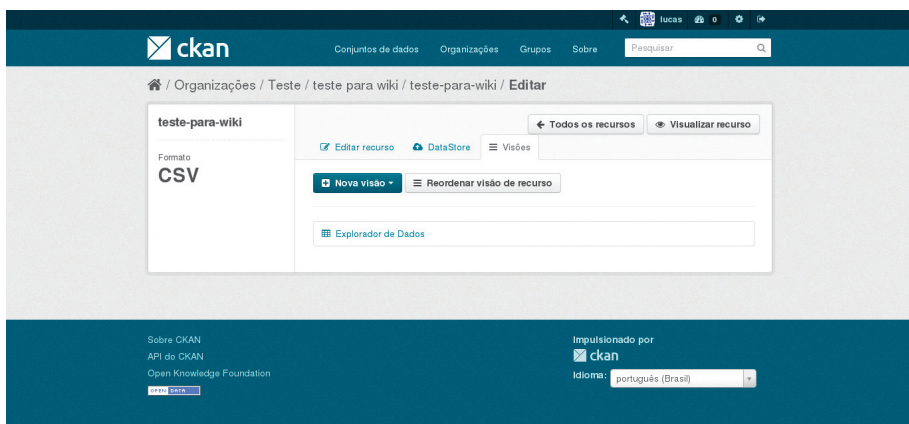 lucas 0
ckan Conjuntos de dados Organizações Grupos Sobre Pesquisar
/ Organizações / Teste / teste para wiki / teste-para-wiki / Editar
teste-para-wiki
Todos os recursos Visualizar recurso
Editar recurso DataStore Visões
Formato
CSV
Nova visão Reordenar visão de recurso
Explorador de Dados
Sobre CKAN
API do CKAN
Open Knowledge Foundation
OPEN DATA
Impulsionado por
ckan
Idioma: português (Brasil)